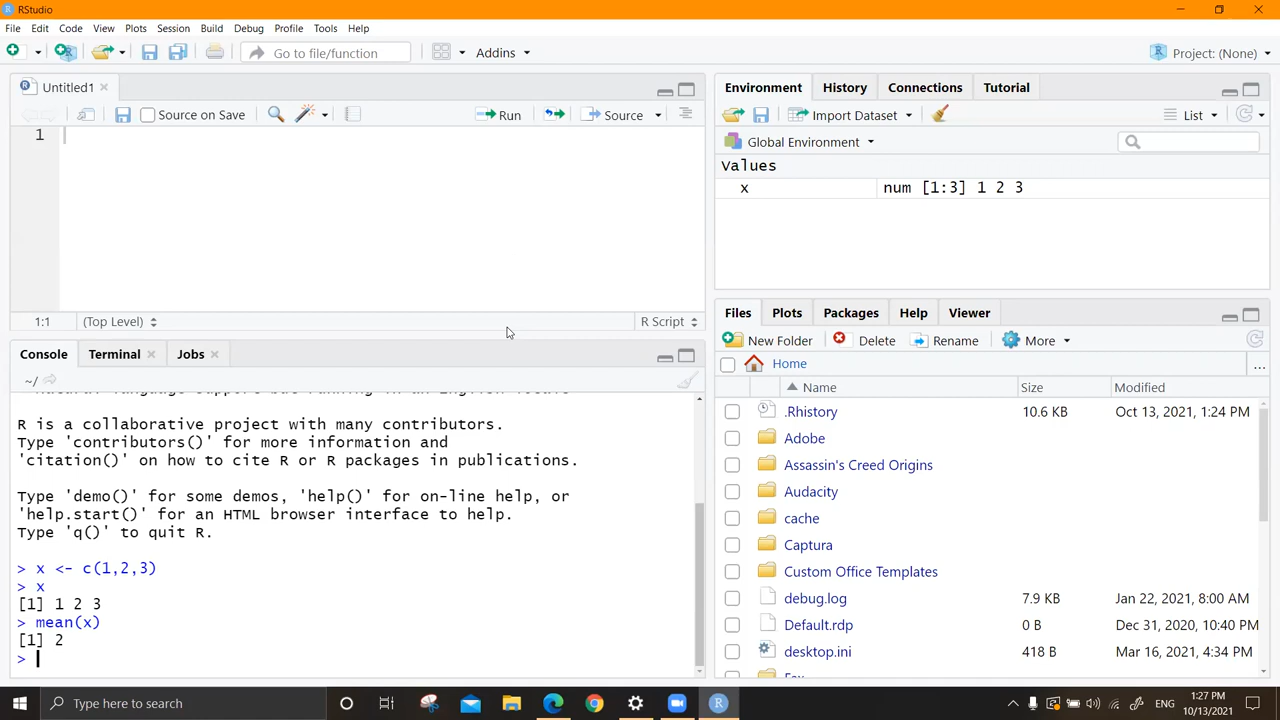 RStudio
File Edit Code View Plots Session Build Debug Profile Tools Help
Go to file/function
Addins
Project: (None)
Untitled1
Source on Save
Run
Source
1
1:1
(Top Level)
R Script
Console Terminal Jobs
~/
R is a collaborative project with many contributors.
Type 'contributors()' for more information and
'citation()' on how to cite R or R packages in publications.
Type 'demo()' for some demos, 'help()' for on-line help, or
'help.start()' for an HTML browser interface to help.
Type 'q()' to quit R.
> x <- c(1,2,3)
> x
[1] 1 2 3
> mean(x)
[1] 2
>
Environment History Connections Tutorial
Import Dataset
List
Global Environment
Values
x num [1:3] 1 2 3
Files Plots Packages Help Viewer
New Folder Delete Rename More
Home
...
Name Size Modified
.Rhistory 10.6 KB Oct 13, 2021, 1:24 PM
Adobe
Assassin's Creed Origins
Audacity
cache
Captura
Custom Office Templates
debug.log 7.9 KB Jan 22, 2021, 8:00 AM
Default.rdp 0 B Dec 31, 2020, 10:40 PM
desktop.ini 418 B Mar 16, 2021, 4:34 PM
Type here to search
ENG
1:27 PM
10/13/2021